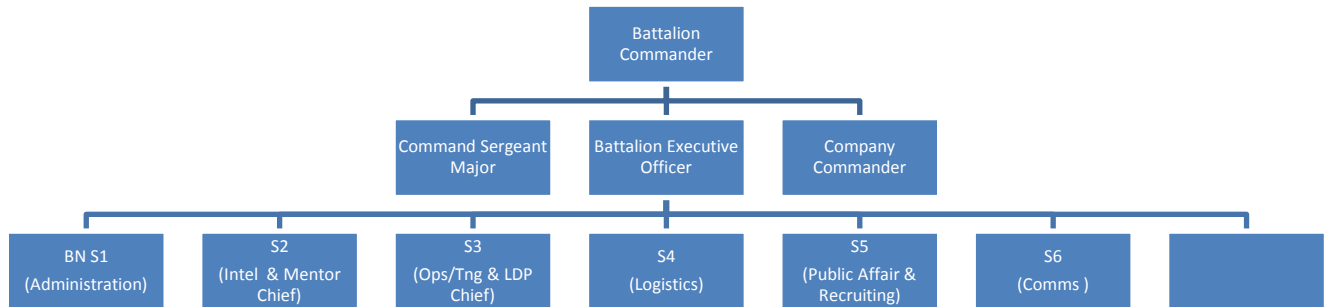 Battalion
Commander
Command Sergeant
Major
Battalion Executive
Officer
Company
Commander
BN S1
(Administration)
S2
(Intel & Mentor
Chief)
S3
(Ops/Tng & LDP
Chief)
S4
(Logistics)
S5
(Public Affair &
Recruiting)
S6
(Comms )